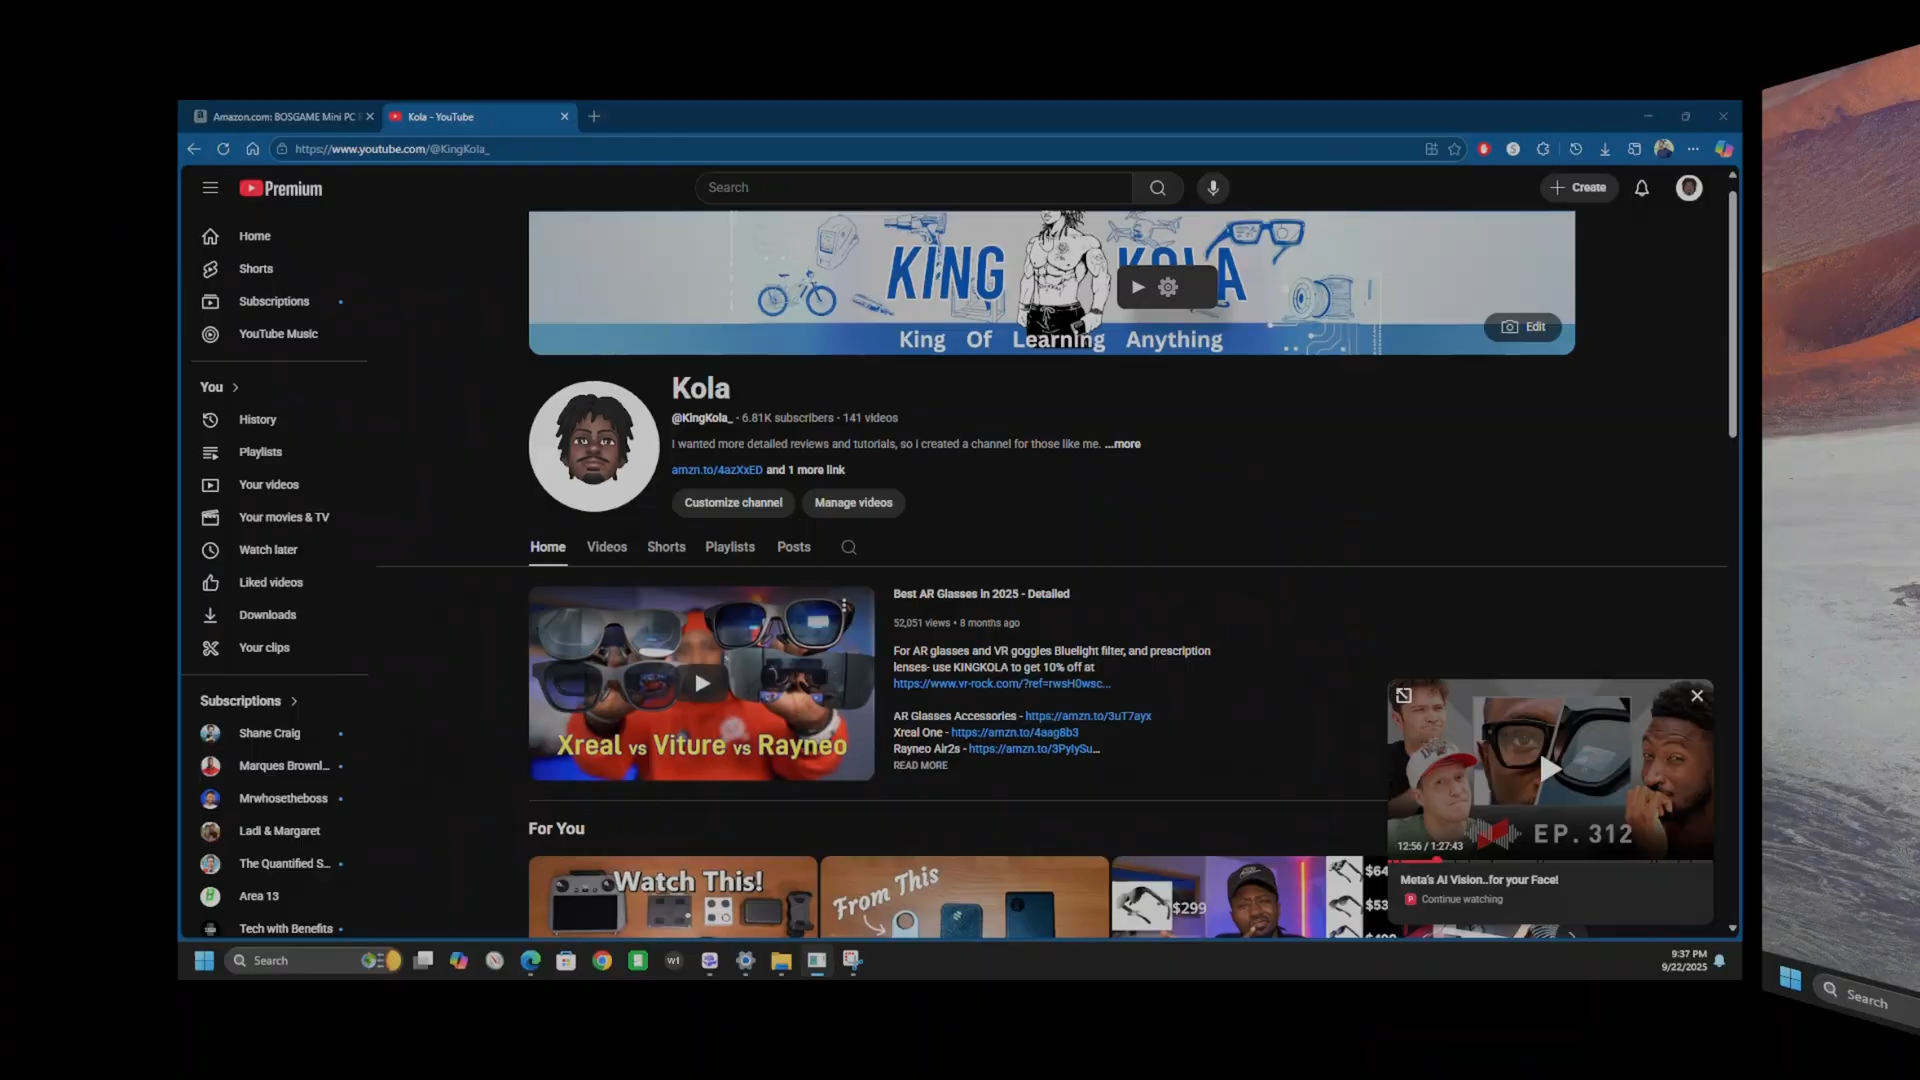 Amazon.com: BOSGAME Mini PC
Kola - YouTube
https://www.youtube.com/@KingKola_
Premium
Search
Create
Home
Shorts
Subscriptions
YouTube Music
You
History
Playlists
Your videos
Your movies & TV
Watch later
Liked videos
Downloads
Your clips
Subscriptions
Shane Craig
Marques Brownl...
Mrwhosetheboss
Ladi & Margaret
The Quantified S...
Area 13
Tech with Benefits
KING KOLA
King Of Learning Anything
Edit
Kola
@KingKola_ · 6.81K subscribers · 141 videos
I wanted more detailed reviews and tutorials, so i created a channel for those like me. ...more
amzn.to/4azXxED and 1 more link
Customize channel
Manage videos
Home Videos Shorts Playlists Posts
Xreal vs Viture vs Rayneo
Best AR Glasses in 2025 - Detailed
52,051 views • 8 months ago
For AR glasses and VR goggles Bluelight filter, and prescription
lenses- use KINGKOLA to get 10% off at
https://www.vr-rock.com/?ref=rwsH0wsc...
AR Glasses Accessories - https://amzn.to/3uT7ayx
Xreal One - https://amzn.to/4aag8b3
Rayneo Air2s - https://amzn.to/3PylySu...
READ MORE
For You
Watch This!
From This
$299
$64
$53
EP. 312
12:56 / 1:27:43
Meta's AI Vision..for your Face!
Continue watching
Search
9:37 PM
9/22/2025
Search